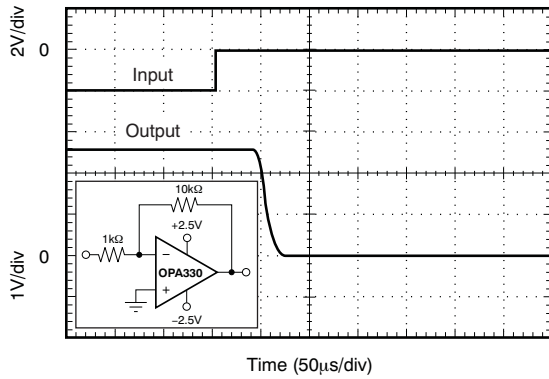 2V/div
0
Input
Output
10kΩ
+2.5V
1kΩ
−
OPA330
+
−2.5V
0
1V/div
Time (50μs/div)